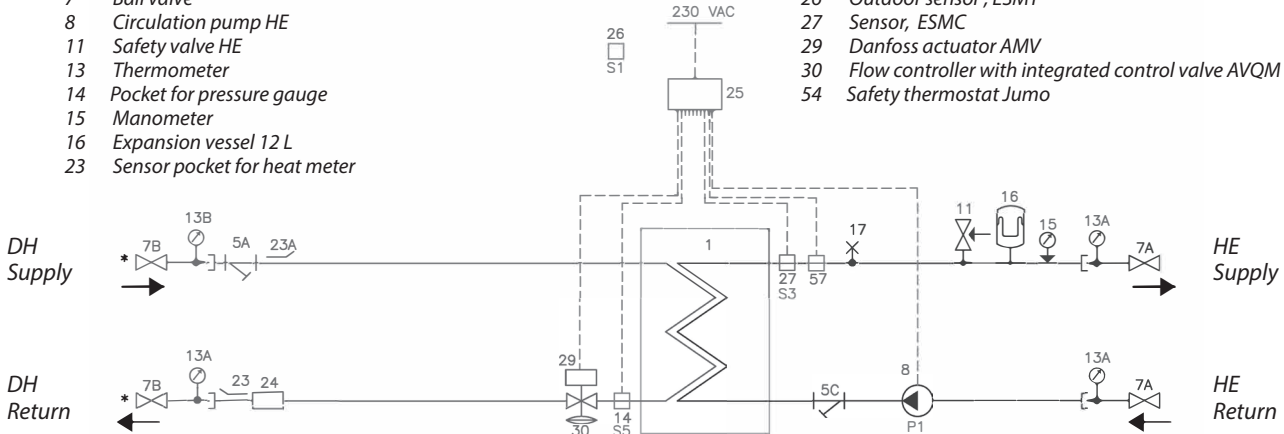 7 Ball valve
8 Circulation pump HE
11 Safety valve HE
13 Thermometer
14 Pocket for pressure gauge
15 Manometer
16 Expansion vessel 12 L
23 Sensor pocket for heat meter
27 Sensor, ESMC
29 Danfoss actuator AMV
30 Flow controller with integrated control valve AVQM
54 Safety thermostat Jumo
230 VAC
26
S1
25
DH
Supply
*
7B
13B
5A
23A
1
27
S3
57
17
11
16
15
13A
7A
HE
Supply
DH
Return
*
7B
13A
23
24
29
30
14
S5
5C
8
P1
13A
7A
HE
Return